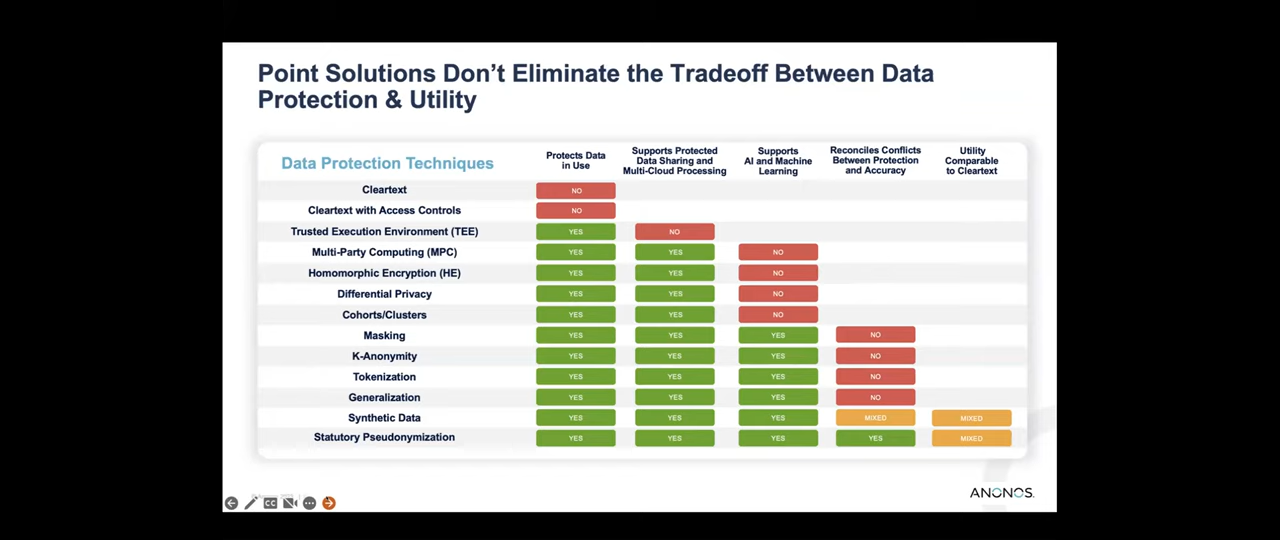 Point Solutions Don't Eliminate the Tradeoff Between Data
Protection & Utility
Data Protection Techniques
Protects Data
in Use
Supports Protected
Data Sharing and
Multi-Cloud Processing
Supports
AI and Machine
Learning
Reconciles Conflicts
Between Protection
and Accuracy
Utility
Comparable
to Cleartext
Cleartext NO
Cleartext with Access Controls NO
Trusted Execution Environment (TEE) YES NO
Multi-Party Computing (MPC) YES YES NO
Homomorphic Encryption (HE) YES YES NO
Differential Privacy YES YES NO
Cohorts/Clusters YES YES NO
Masking YES YES YES NO
K-Anonymity YES YES YES NO
Tokenization YES YES YES NO
Generalization YES YES YES NO
Synthetic Data YES YES YES MIXED MIXED
Statutory Pseudonymization YES YES YES YES MIXED
CC
ANONOS.